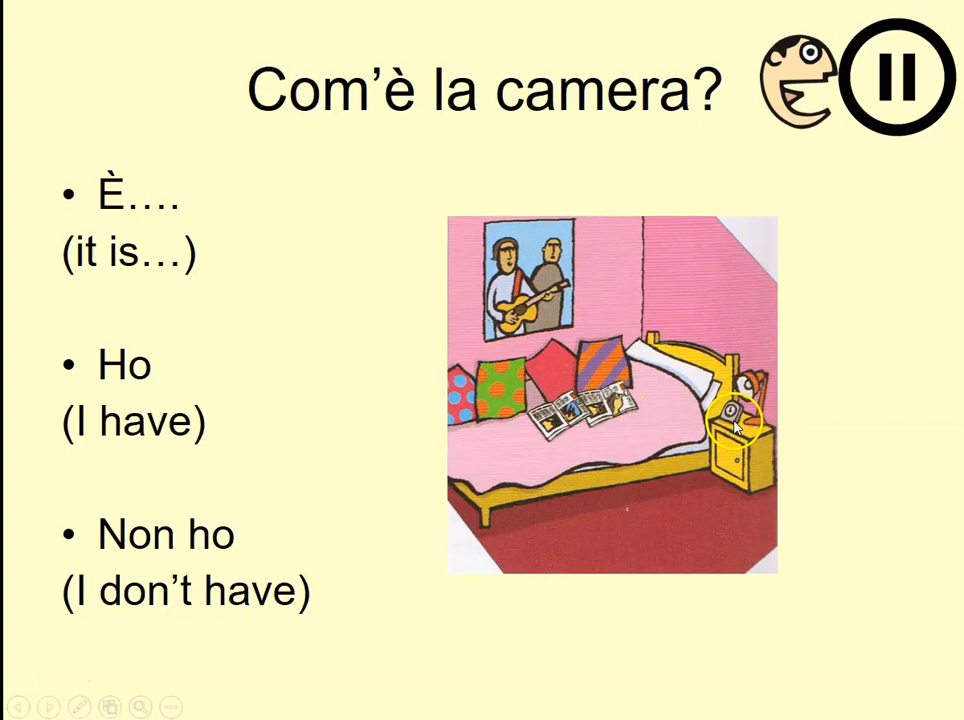 Com’è la camera?
• È….
(it is…)
• Ho
(I have)
• Non ho
(I don’t have)